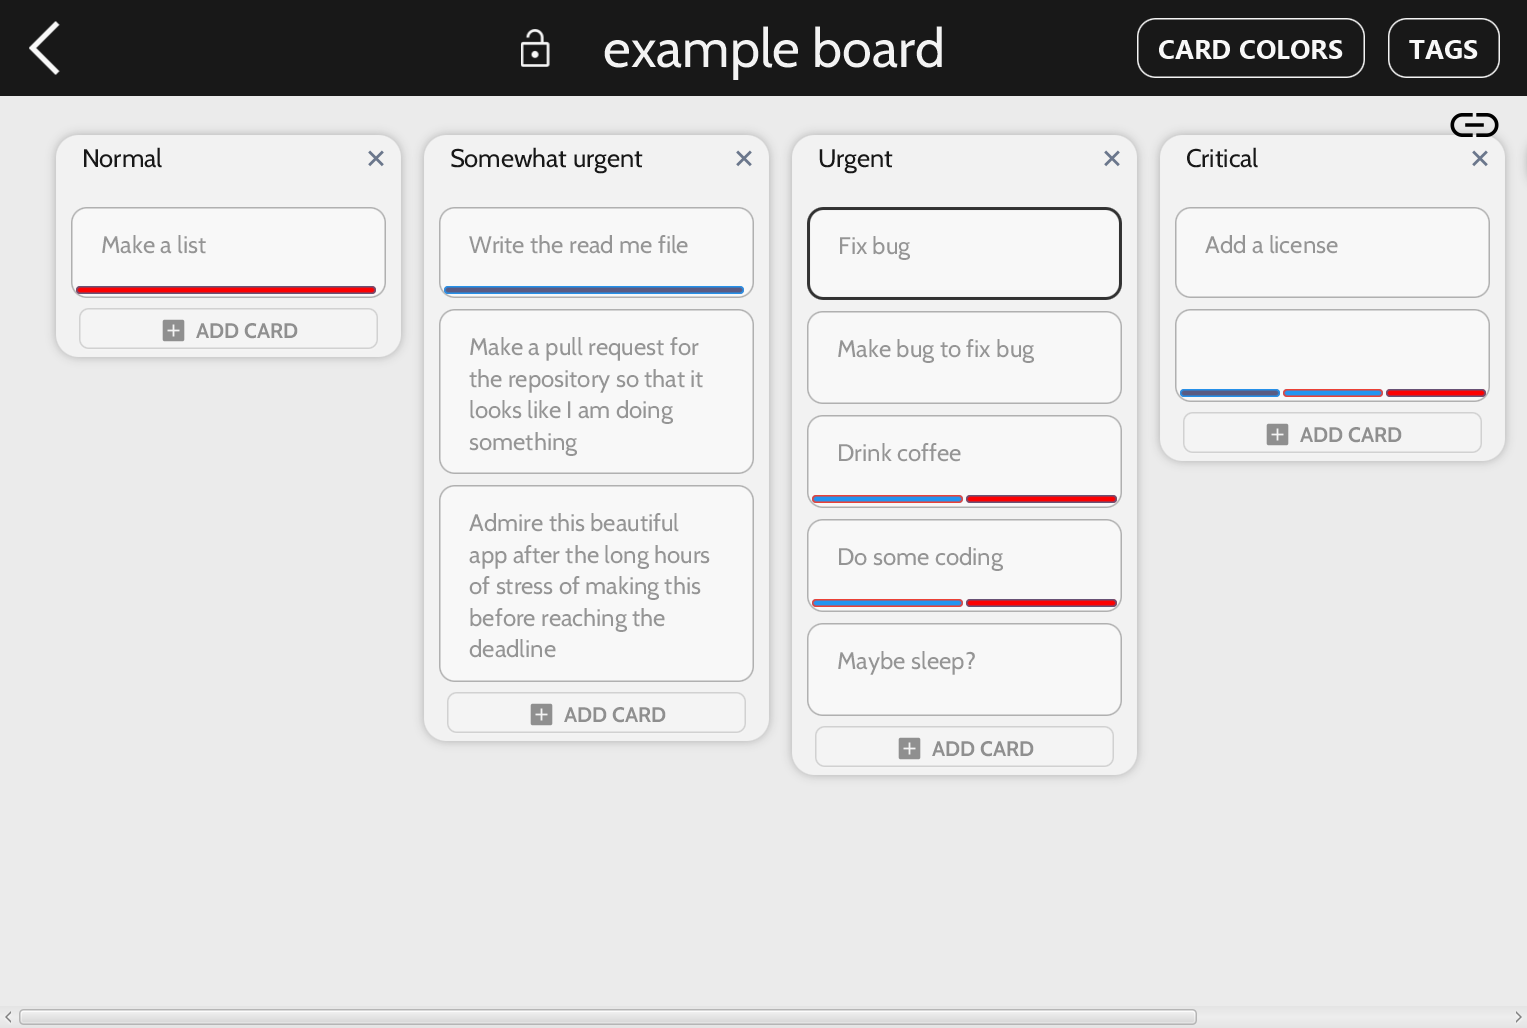 example board
CARD COLORS
TAGS
Normal
Make a list
ADD CARD
Somewhat urgent
Write the read me file
Make a pull request for
the repository so that it
looks like I am doing
something
Admire this beautiful
app after the long hours
of stress of making this
before reaching the
deadline
ADD CARD
Urgent
Fix bug
Make bug to fix bug
Drink coffee
Do some coding
Maybe sleep?
ADD CARD
Critical
Add a license
ADD CARD